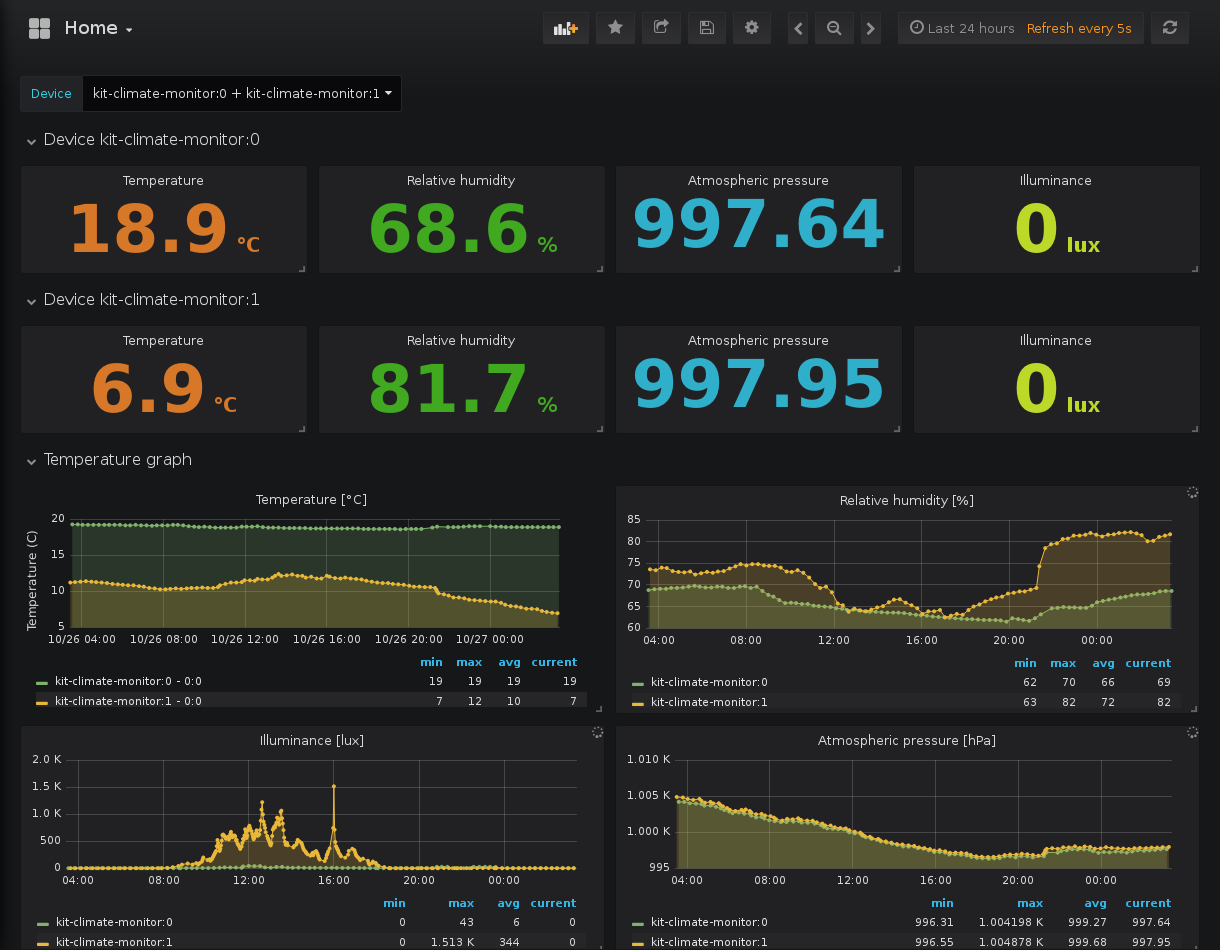 Home
Last 24 hours Refresh every 5s
Device kit-climate-monitor:0 + kit-climate-monitor:1
Device kit-climate-monitor:0
Temperature Relative humidity Atmospheric pressure Illuminance
18.9 °C 68.6 % 997.64 0 lux
Device kit-climate-monitor:1
Temperature Relative humidity Atmospheric pressure Illuminance
6.9 °C 81.7 % 997.95 0 lux
Temperature graph
Temperature [°C]
Temperature (C)
20
15
10
5
10/26 04:00 10/26 08:00 10/26 12:00 10/26 16:00 10/26 20:00 10/27 00:00
min max avg current
kit-climate-monitor:0 - 0:0 19 19 19 19
kit-climate-monitor:1 - 0:0 7 12 10 7
Relative humidity [%]
85
80
75
70
65
60
04:00 08:00 12:00 16:00 20:00 00:00
min max avg current
kit-climate-monitor:0 62 70 66 69
kit-climate-monitor:1 63 82 72 82
Illuminance [lux]
2.0 K
1.5 K
1.0 K
500
0
04:00 08:00 12:00 16:00 20:00 00:00
min max avg current
kit-climate-monitor:0 0 43 6 0
kit-climate-monitor:1 0 1.513 K 344 0
Atmospheric pressure [hPa]
1.010 K
1.005 K
1.000 K
995
04:00 08:00 12:00 16:00 20:00 00:00
min max avg current
kit-climate-monitor:0 996.31 1.004198 K 999.27 997.64
kit-climate-monitor:1 996.55 1.004878 K 999.68 997.95